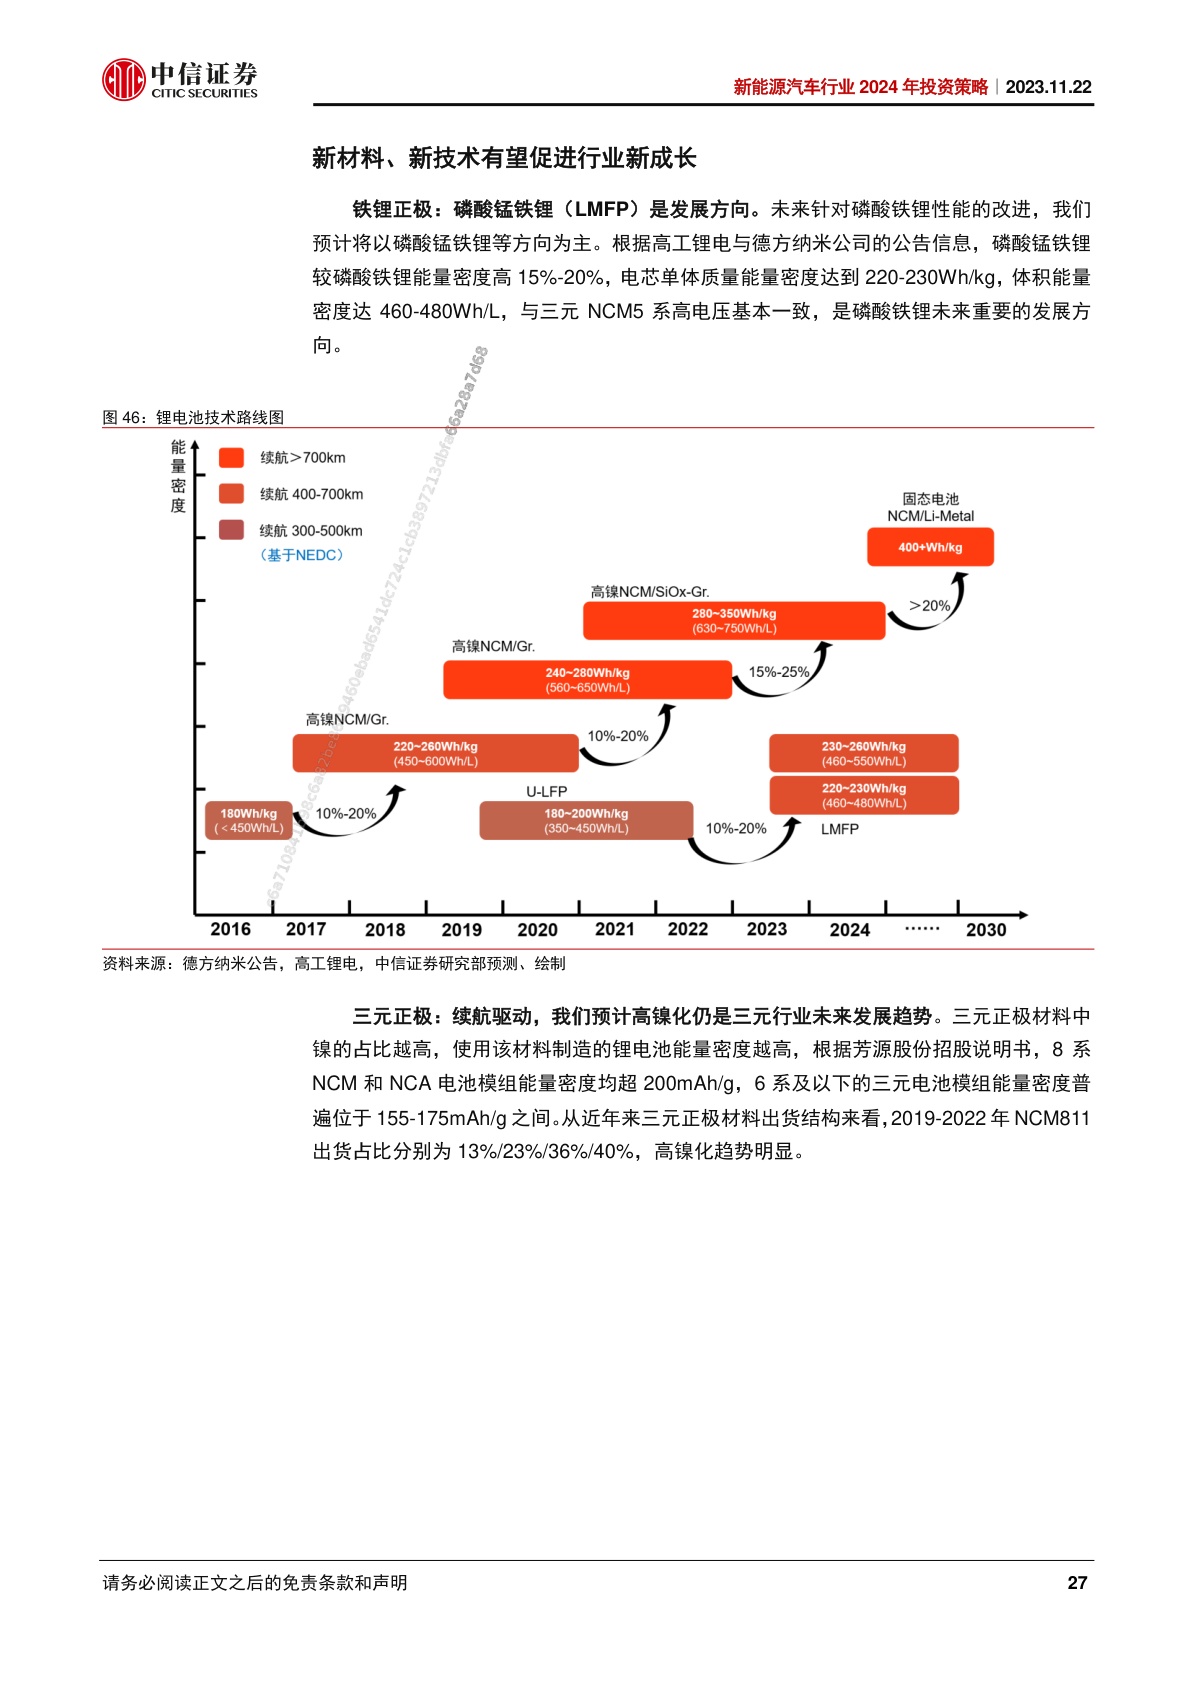 中信证券
CITIC SECURITIES
新能源汽车行业 2024 年投资策略｜2023.11.22
新材料、新技术有望促进行业新成长
铁锂正极：磷酸锰铁锂（LMFP）是发展方向。未来针对磷酸铁锂性能的改进，我们
预计将以磷酸锰铁锂等方向为主。根据高工锂电与德方纳米公司的公告信息，磷酸锰铁锂
较磷酸铁锂能量密度高 15%-20%，电芯单体质量能量密度达到 220-230Wh/kg，体积能量
密度达 460-480Wh/L，与三元 NCM5 系高电压基本一致，是磷酸铁锂未来重要的发展方
向。
图 46：锂电池技术路线图
能量密度
续航＞700km
续航 400-700km
续航 300-500km
（基于NEDC）
固态电池
NCM/Li-Metal
400+Wh/kg
＞20%
高镍NCM/SiOx-Gr.
280~350Wh/kg
(630~750Wh/L)
15%-25%
高镍NCM/Gr.
240~280Wh/kg
(560~650Wh/L)
10%-20%
高镍NCM/Gr.
220~260Wh/kg
(450~600Wh/L)
230~260Wh/kg
(460~550Wh/L)
220~230Wh/kg
(460~480Wh/L)
LMFP
U-LFP
180~200Wh/kg
(350~450Wh/L)
10%-20%
180Wh/kg
(＜450Wh/L)
10%-20%
2016 2017 2018 2019 2020 2021 2022 2023 2024 …… 2030
资料来源：德方纳米公告，高工锂电，中信证券研究部预测、绘制
三元正极：续航驱动，我们预计高镍化仍是三元行业未来发展趋势。三元正极材料中
镍的占比越高，使用该材料制造的锂电池能量密度越高，根据芳源股份招股说明书，8 系
NCM 和 NCA 电池模组能量密度均超 200mAh/g，6 系及以下的三元电池模组能量密度普
遍位于 155-175mAh/g 之间。从近年来三元正极材料出货结构来看，2019-2022 年 NCM811
出货占比分别为 13%/23%/36%/40%，高镍化趋势明显。
请务必阅读正文之后的免责条款和声明
27